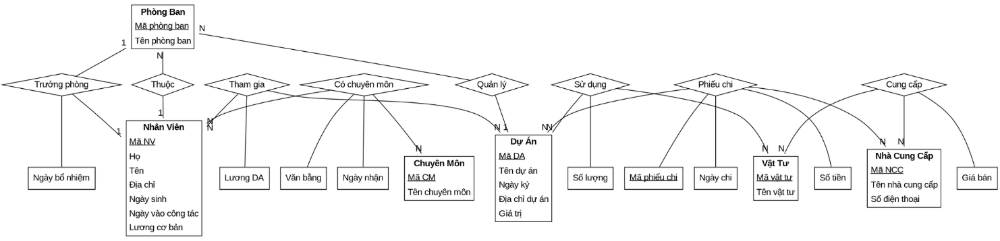 Phòng Ban
Mã phòng ban
Tên phòng ban
N
1
N
Trưởng phòng
Thuộc
Tham gia
Có chuyên môn
Quản lý
Sử dụng
Phiếu chi
Cung cấp
1
1
N
N
N
N
1
N
N
N
N
N
N
Nhân Viên
Mã NV
Họ
Tên
Địa chỉ
Ngày sinh
Ngày vào công tác
Lương cơ bản
Ngày bổ nhiệm
Lương DA
Văn bằng
Ngày nhận
Chuyên Môn
Mã CM
Tên chuyên môn
Dự Án
Mã DA
Tên dự án
Ngày ký
Địa chỉ dự án
Giá trị
Số lượng
Mã phiếu chi
Ngày chi
Vật Tư
Mã vật tư
Tên vật tư
Số tiền
Nhà Cung Cấp
Mã NCC
Tên nhà cung cấp
Số điện thoại
Giá bán